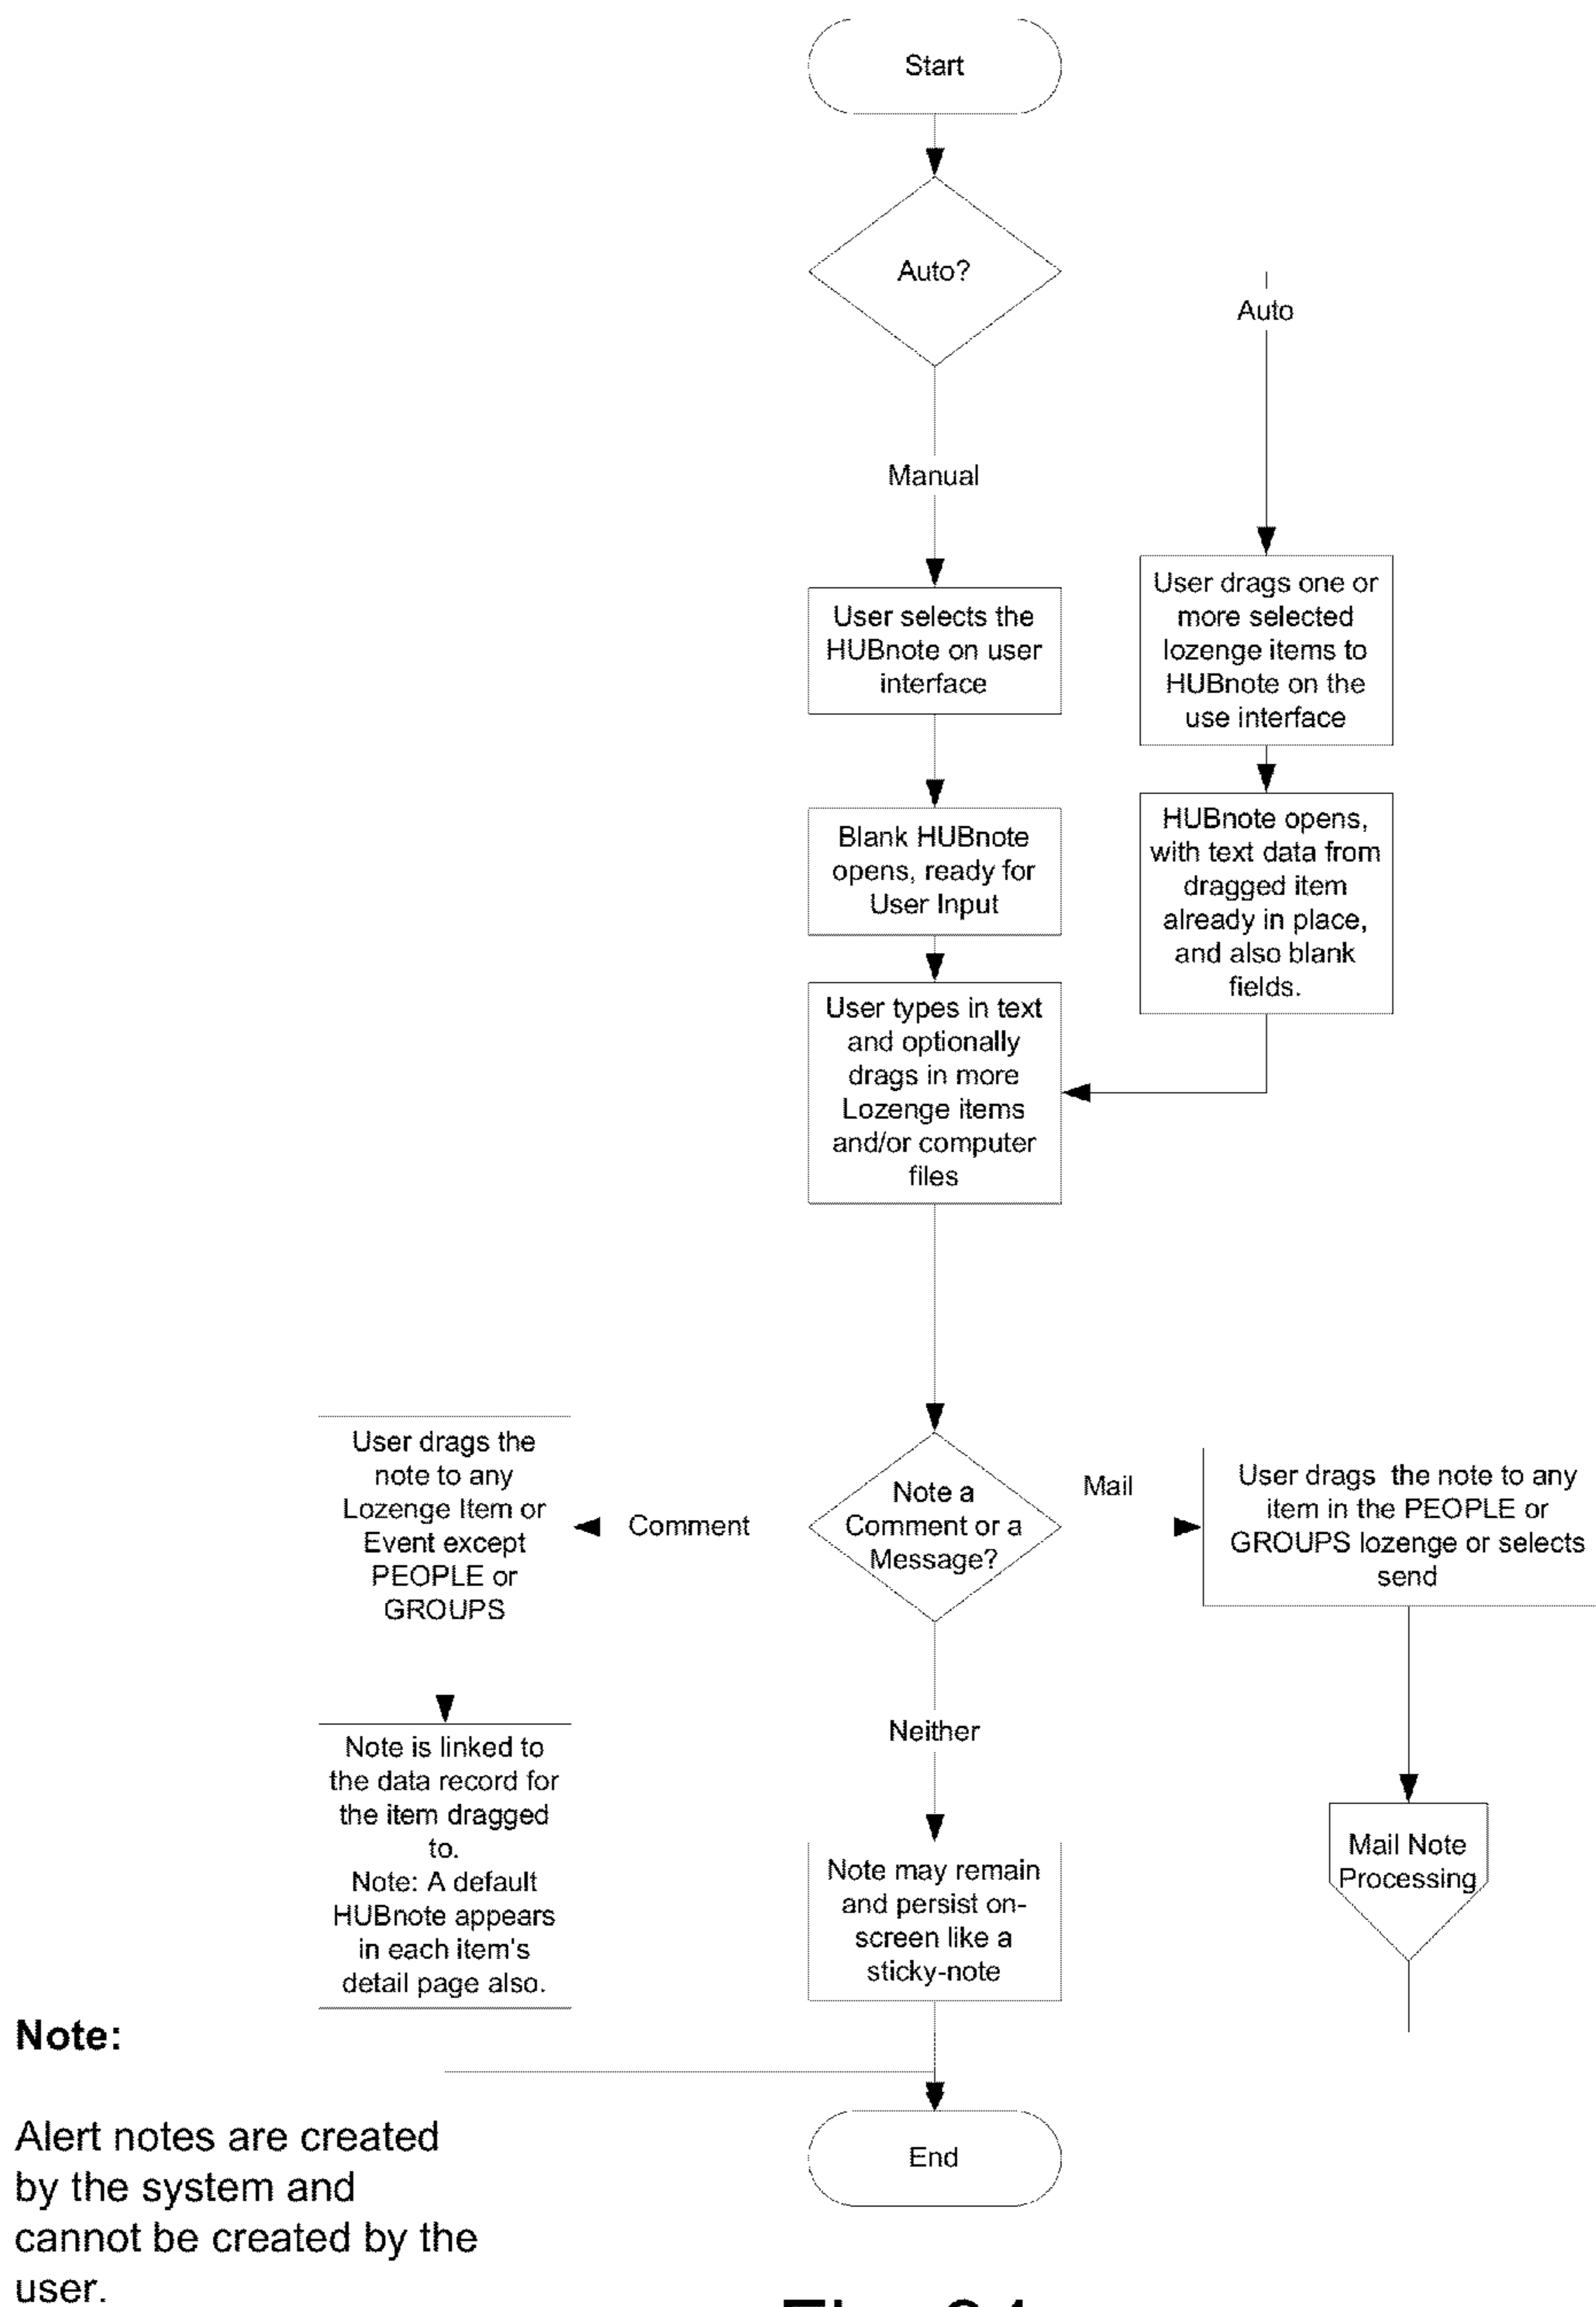 Start
Auto?
Auto
Manual
User selects the
HUBnote on user
interface
User drags one or
more selected
lozenge items to
HUBnote on the
use interface
Blank HUBnote
opens, ready for
User Input
HUBnote opens,
with text data from
dragged item
already in place,
and also blank
fields.
User types in text
and optionally
drags in more
Lozenge items
and/or computer
files
User drags the
note to any
Lozenge Item or
Event except
PEOPLE or
GROUPS
Comment
Note a
Comment or a
Message?
Mail
User drags the note to any
item in the PEOPLE or
GROUPS lozenge or selects
send
Note is linked to
the data record for
the item dragged
to.
Note: A default
HUBnote appears
in each item's
detail page also.
Neither
Note may remain
and persist on-
screen like a
sticky-note
Mail Note
Processing
End
Note:
Alert notes are created
by the system and
cannot be created by the
user.